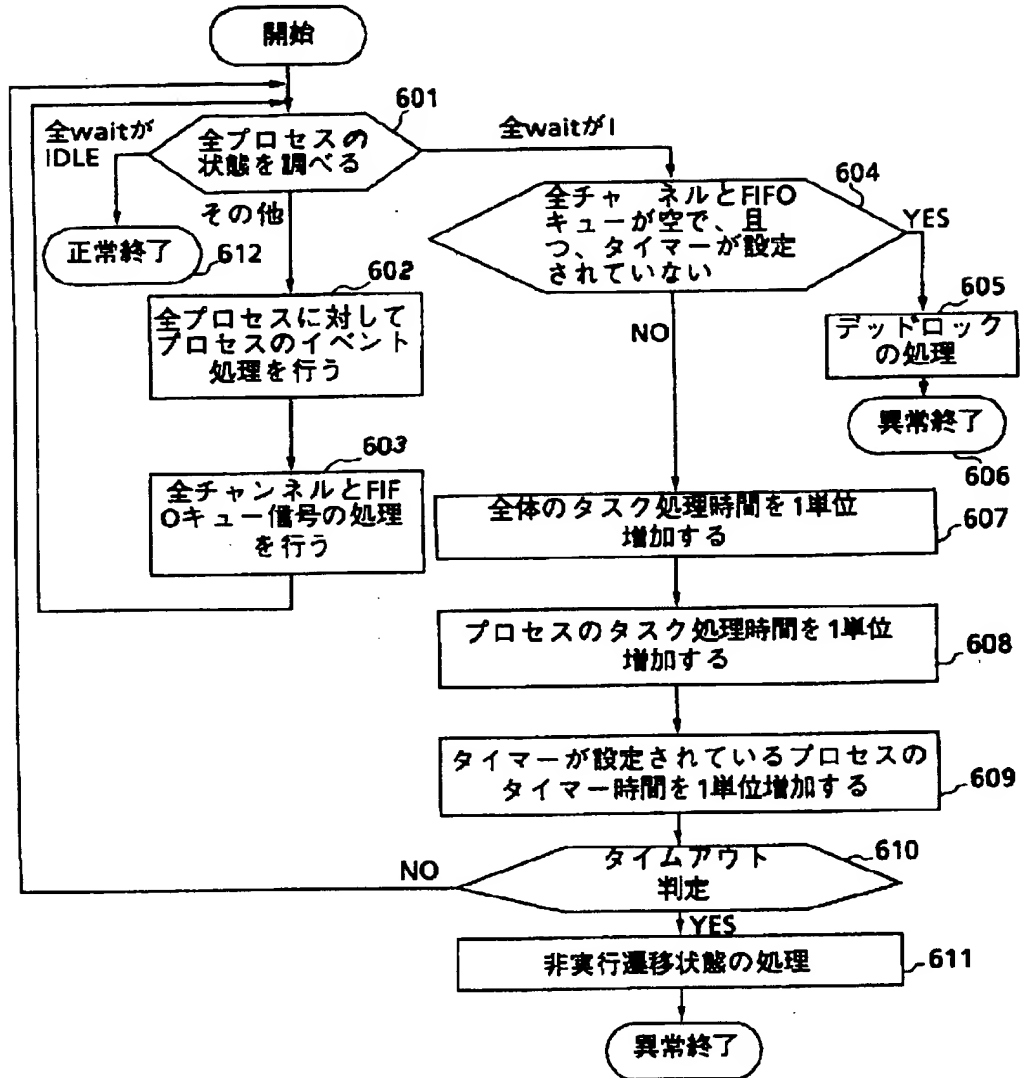 開始
601
全waitが
IDLE
全プロセスの
状態を調べる
全waitがI
604
全チャ ネルとFIFO
キューが空で、且
つ、タイマーが設定
されていない
YES
その他
正常終了
612
602
全プロセスに対して
プロセスのイベント
処理を行う
NO
605
デッドロック
の処理
異常終了
606
603
全チャンネルとFIF
Oキュー信号の処理
を行う
全体のタスク処理時間を1単位
増加する
607
プロセスのタスク処理時間を1単位
増加する
608
タイマーが設定されているプロセスの
タイマー時間を1単位増加する
609
NO
タイムアウト
判定
610
YES
非実行遷移状態の処理
611
異常終了